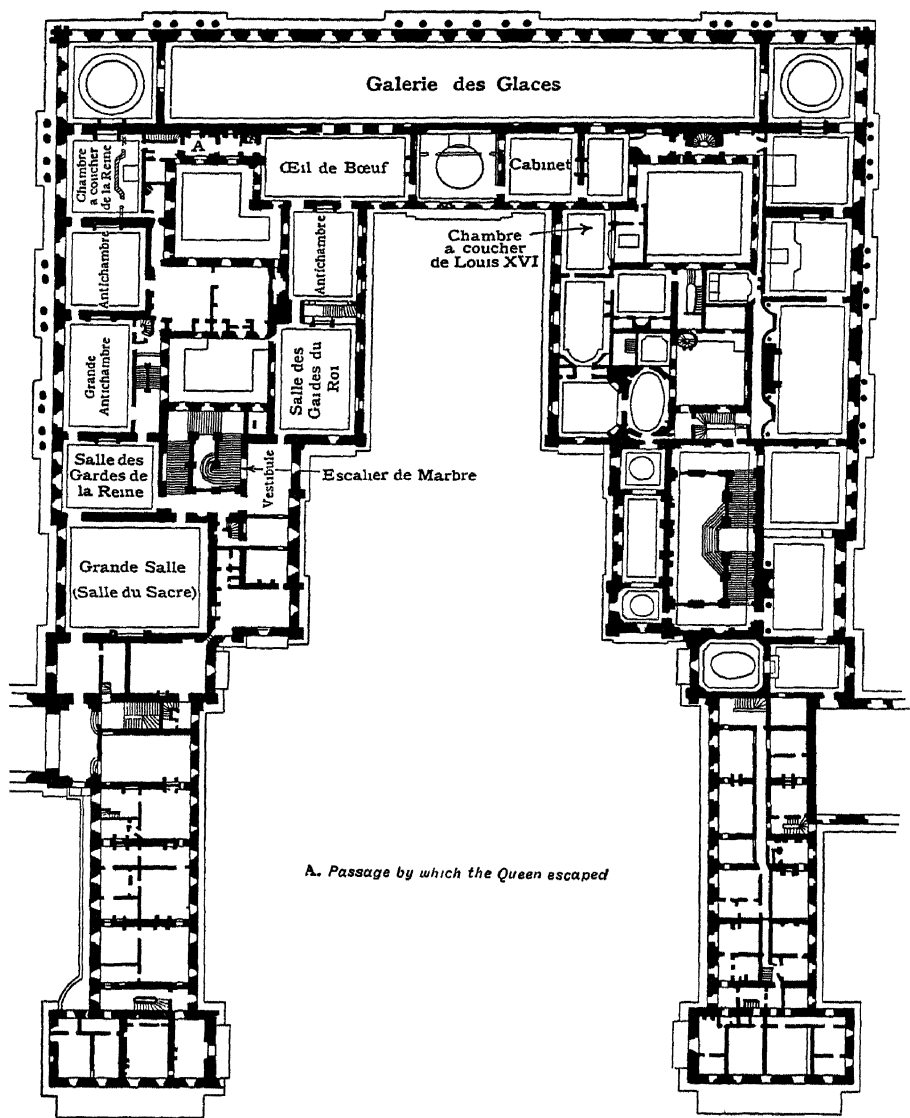 Galerie des Glaces
A
Œil de Bœuf
Cabinet
Chambre
a coucher
de la Reine
Chambre
a coucher
de Louis XVI
Antichambre
Antichambre
Grande
Antichambre
Salle des
Gardes du
Roi
Salle des
Gardes de
la Reine
Vestibule
Escalier de Marbre
Grande Salle
(Salle du Sacre)
A. Passage by which the Queen escaped